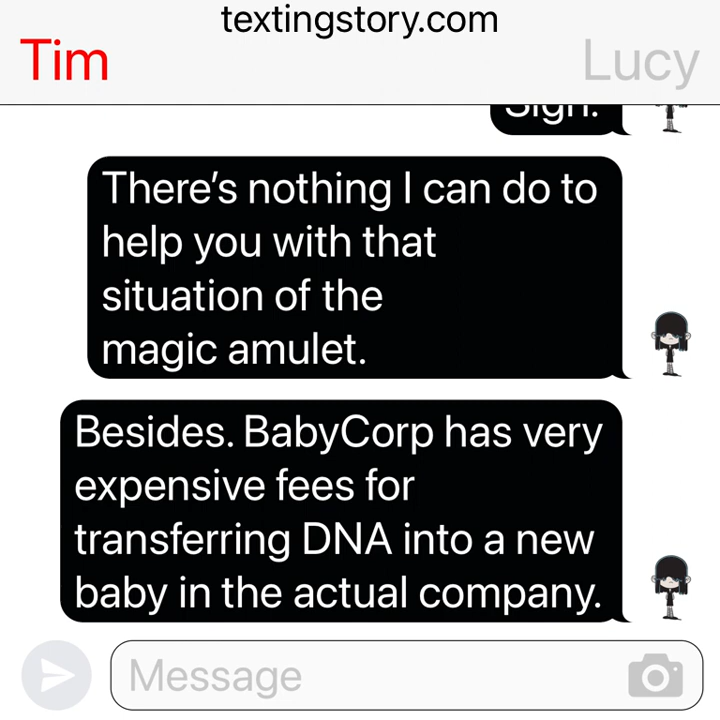 textingstory.com
Tim
Lucy
Sigh.
There's nothing I can do to
help you with that
situation of the
magic amulet.
Besides. BabyCorp has very
expensive fees for
transferring DNA into a new
baby in the actual company.
Message